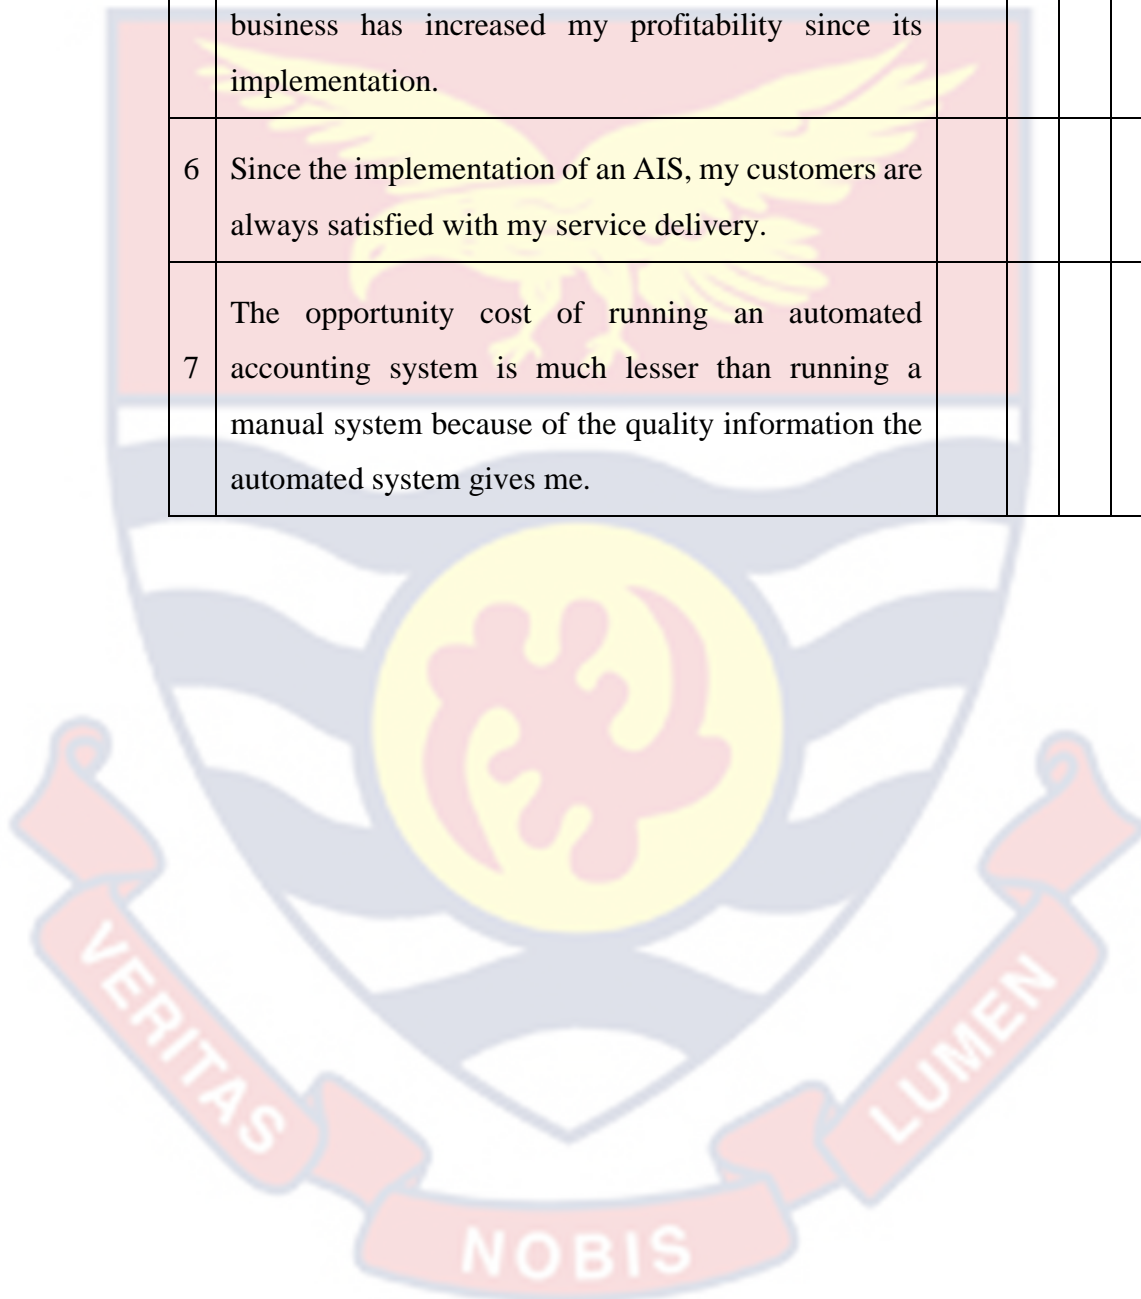 business has increased my profitability since its
implementation.
6 Since the implementation of an AIS, my customers are
always satisfied with my service delivery.
The opportunity cost of running an automated
7 accounting system is much lesser than running a
manual system because of the quality information the
automated system gives me.
VERITAS
NOBIS
LUMEN